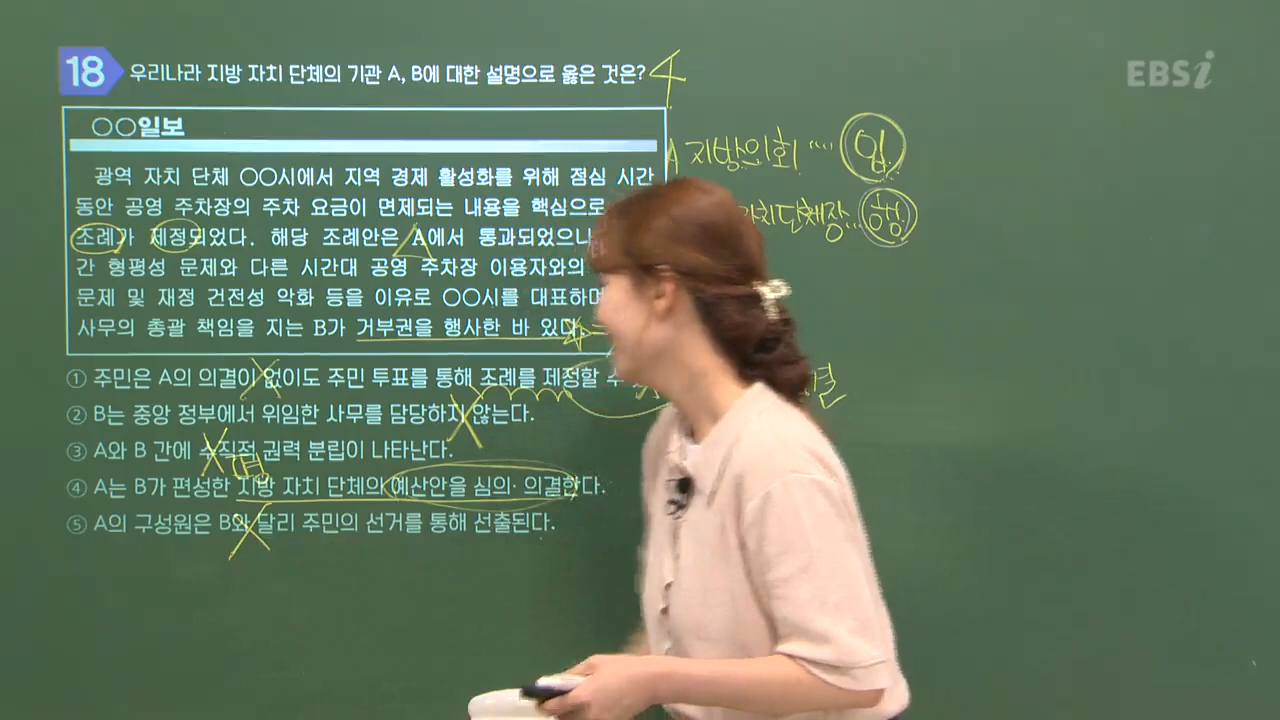 18 우리나라 지방 자치 단체의 기관 A, B에 대한 설명으로 옳은 것은? 4
EBSi
○○일보
A 지방의회 .... 입
광역 자치 단체 ○○시에서 지역 경제 활성화를 위해 점심 시간
동안 공영 주차장의 주차 요금이 면제되는 내용을 핵심으로
자치단체장... 행
조례가 제정되었다. 해당 조례안은 A에서 통과되었으나
간 형평성 문제와 다른 시간대 공영 주차장 이용자와의
문제 및 재정 건전성 악화 등을 이유로 ○○시를 대표하며
사무의 총괄 책임을 지는 B가 거부권을 행사한 바 있다.
① 주민은 A의 의결이 없이도 주민 투표를 통해 조례를 제정할 수
결
② B는 중앙 정부에서 위임한 사무를 담당하지 않는다.
③ A와 B 간에 수직적 권력 분립이 나타난다.
④ A는 B가 편성한 지방 자치 단체의 예산안을 심의·의결한다.
⑤ A의 구성원은 B와 달리 주민의 선거를 통해 선출된다.